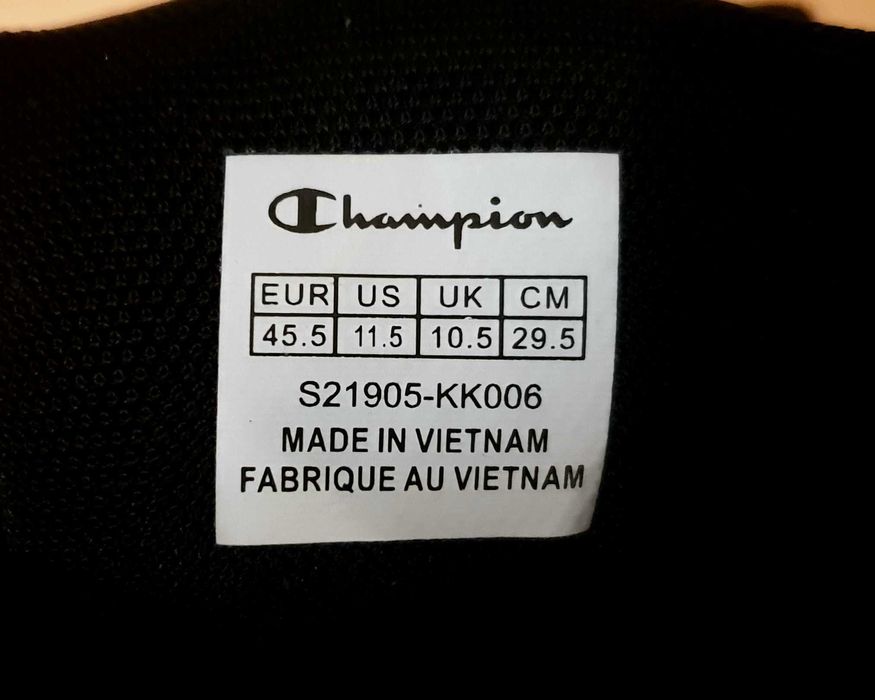 Champion
EUR US UK CM
45.5 11.5 10.5 29.5
S21905-KK006
MADE IN VIETNAM
FABRIQUE AU VIETNAM